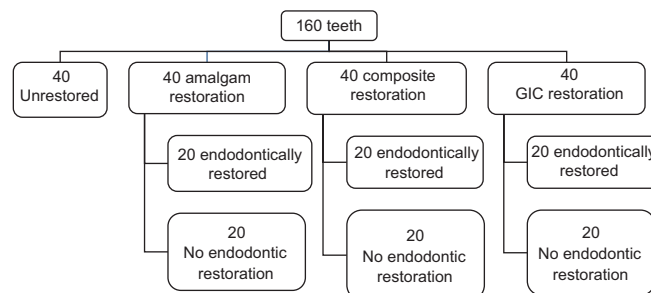 160 teeth
40
Unrestored
40 amalgam
restoration
40 composite
restoration
40
GIC restoration
20 endodontically
restored
20 endodontically
restored
20 endodontically
restored
20
No endodontic
restoration
20
No endodontic
restoration
20
No endodontic
restoration